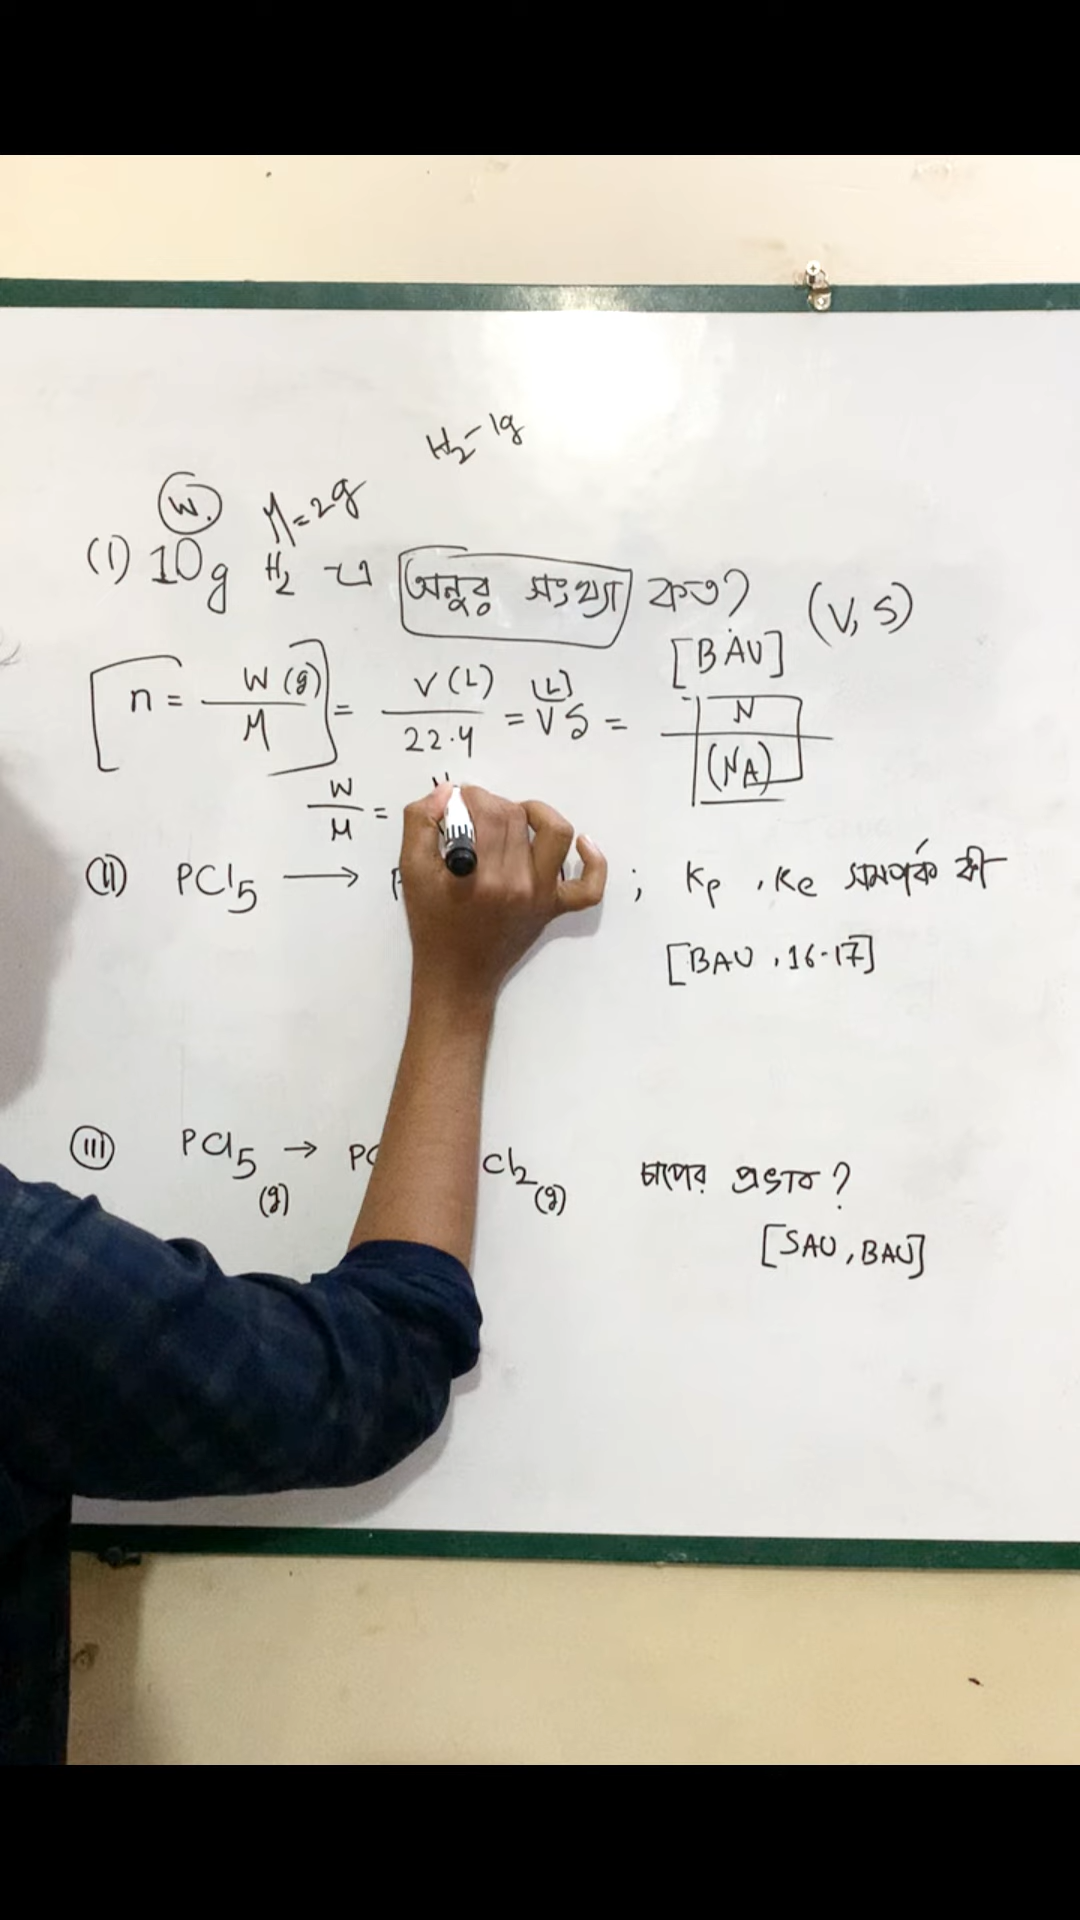 H₂-1g
W. M=2g
(I) 10g H₂ এ অনুর সংখ্যা কত? (V, S)
[BAU]
n = W(g)/M = V(L)/22.4 = V(L) S = N/(NA)
W/M =
(II) PCl₅ → ; Kp, Kc সম্পর্ক কী
[BAU, 16-17]
(III) PCl₅(g) → PC Cl₂(g) চাপের প্রভাব?
[SAU, BAU]